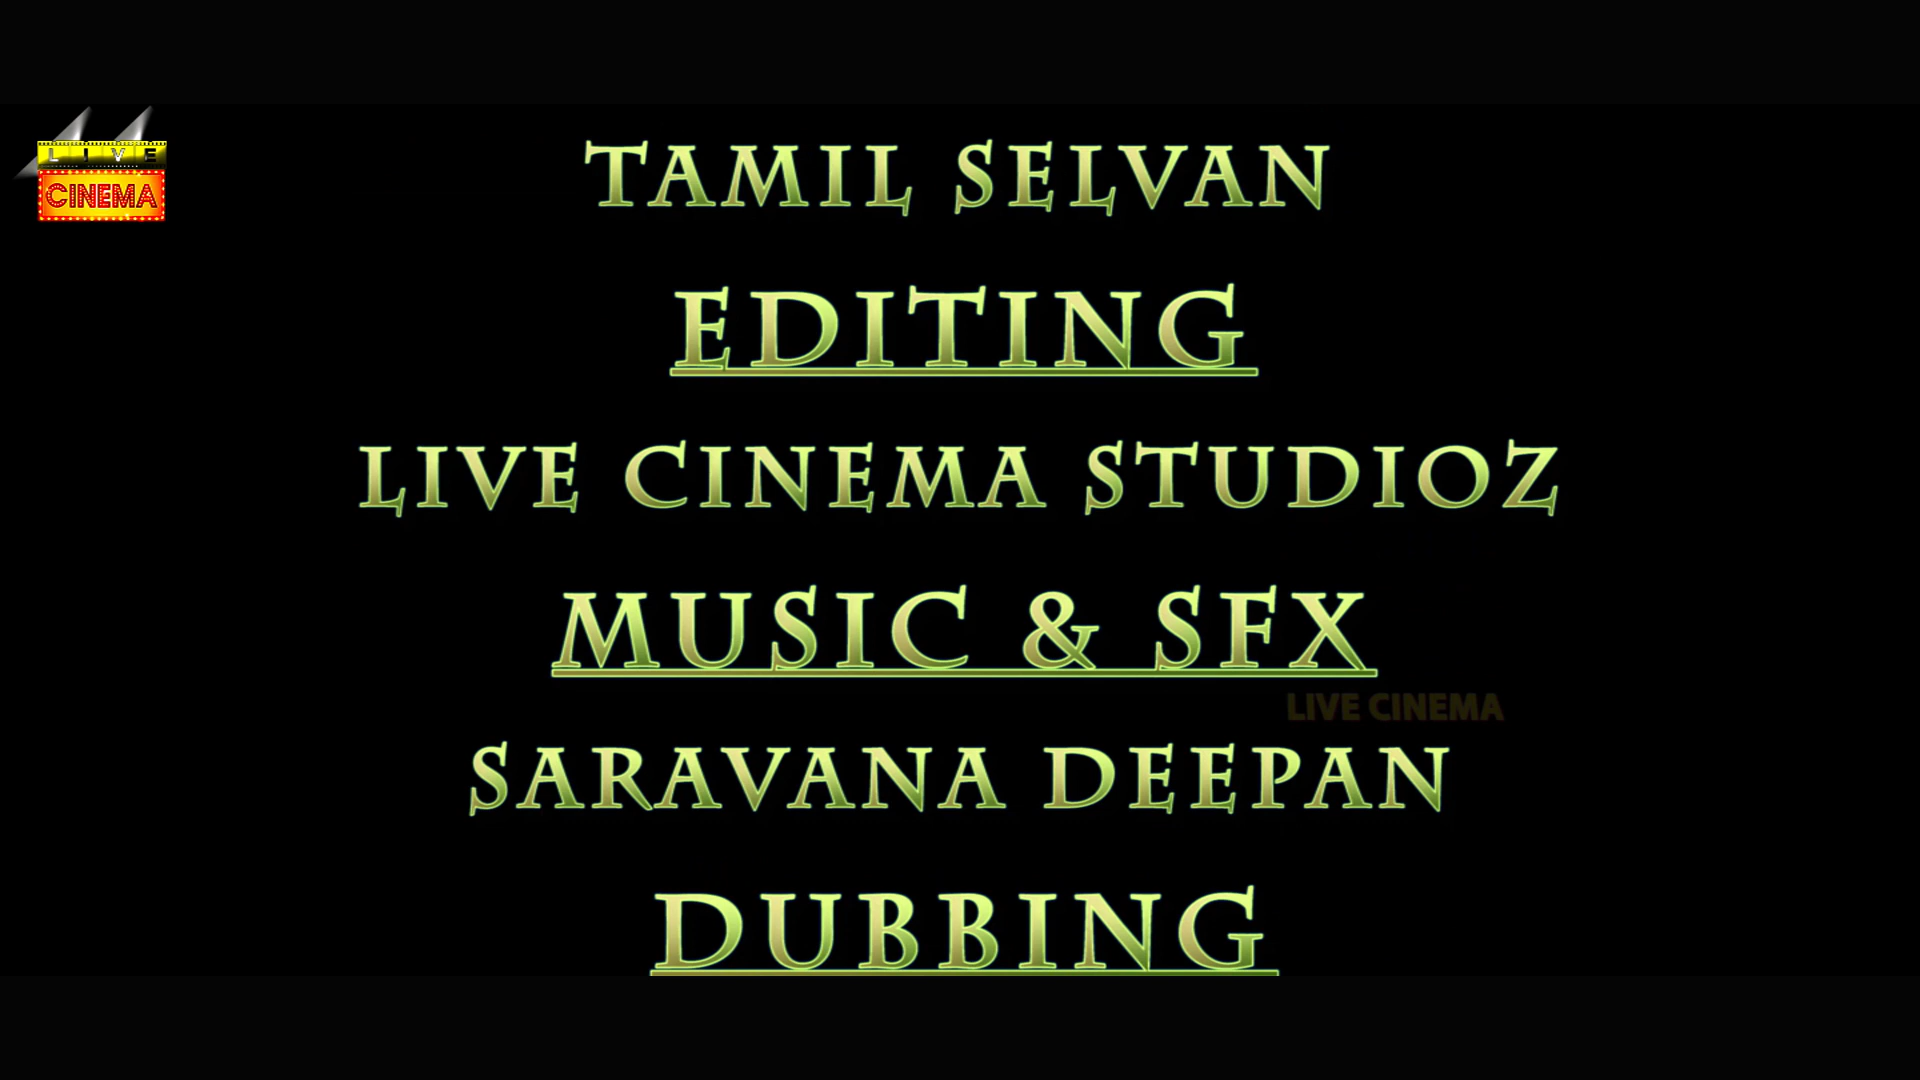 LIVE
CINEMA
TAMIL SELVAN
EDITING
LIVE CINEMA STUDIOZ
MUSIC & SFX
LIVE CINEMA
SARAVANA DEEPAN
DUBBING